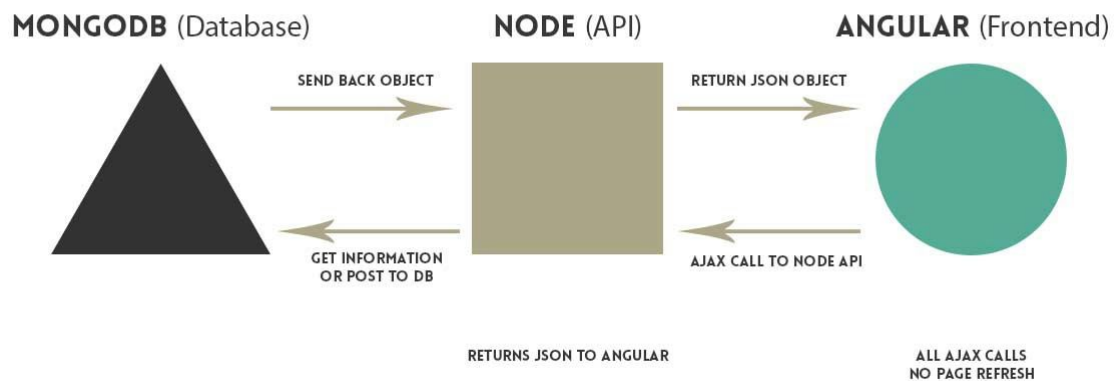 MONGODB (Database)
NODE (API)
ANGULAR (Frontend)
SEND BACK OBJECT
RETURN JSON OBJECT
GET INFORMATION
OR POST TO DB
AJAX CALL TO NODE API
RETURNS JSON TO ANGULAR
ALL AJAX CALLS
NO PAGE REFRESH